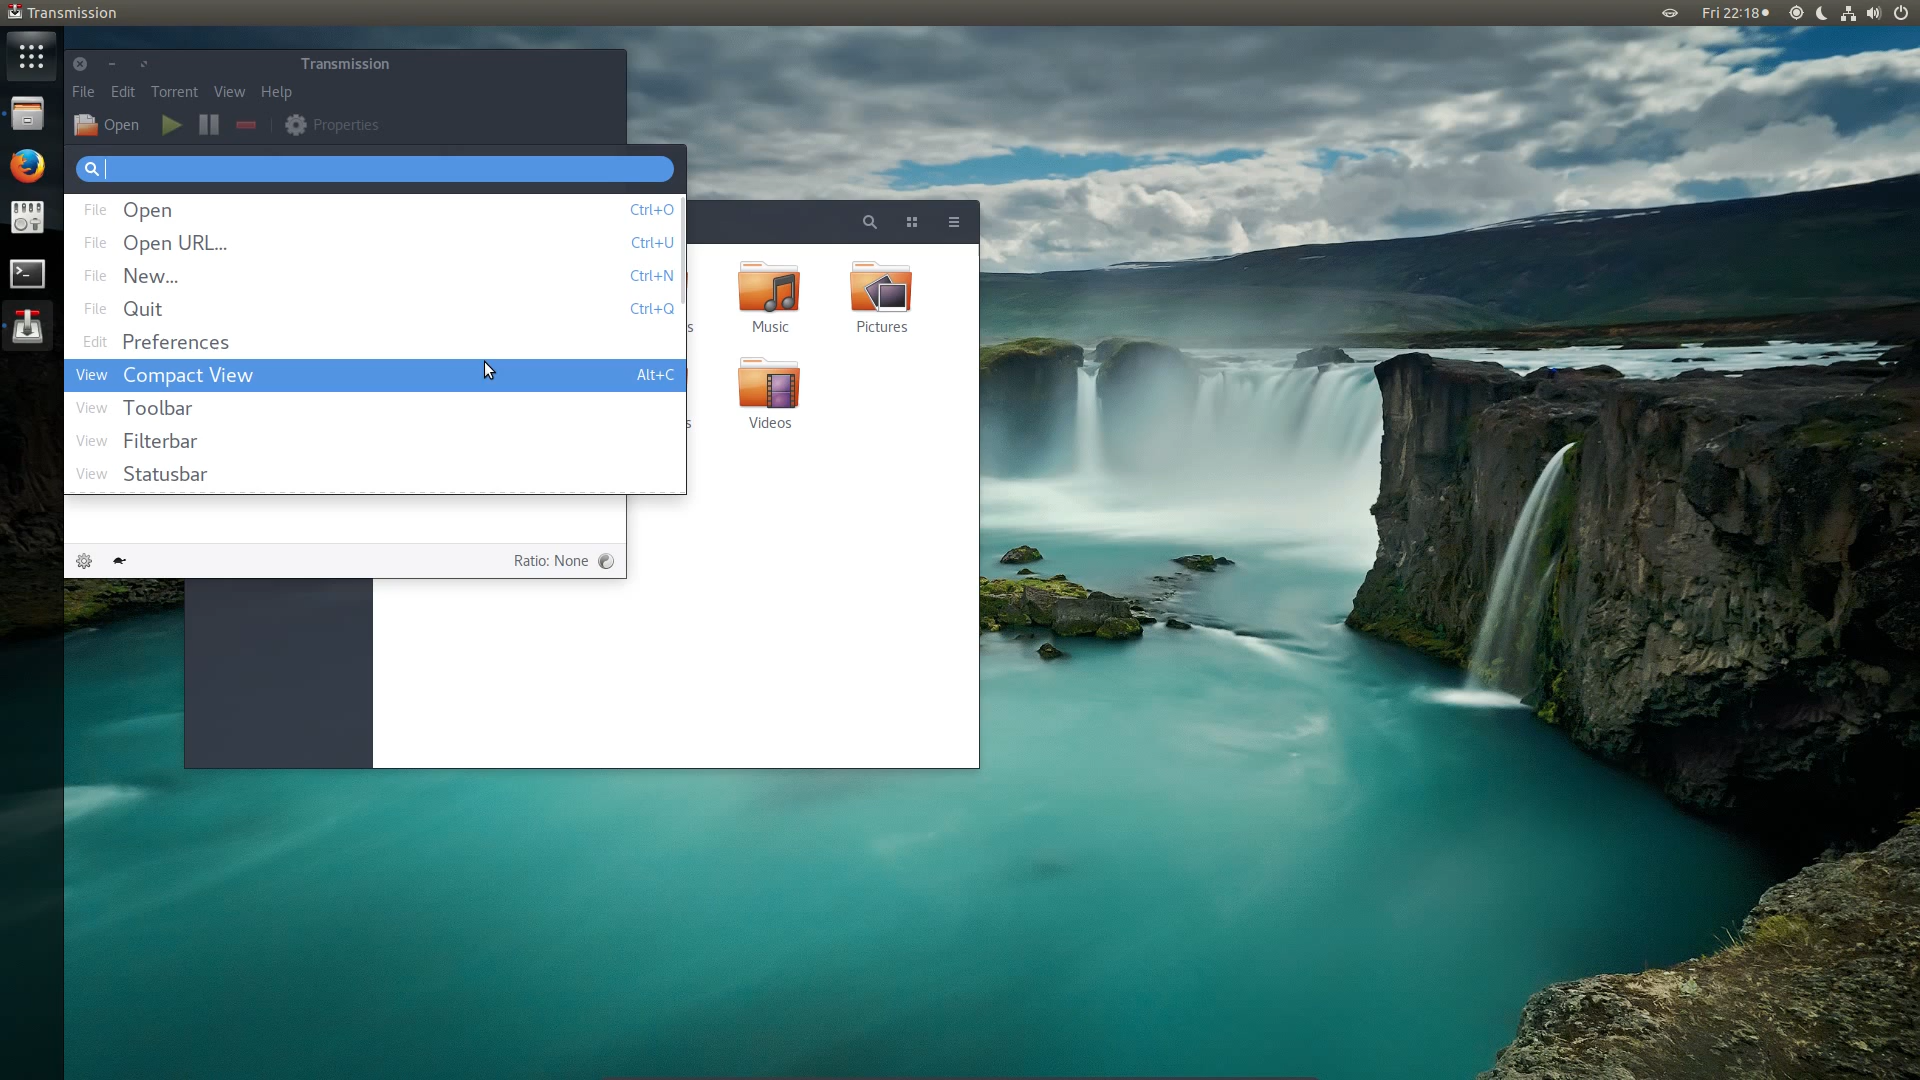 Transmission
Fri 22:18
Transmission
File Edit Torrent View Help
Open Properties
File Open Ctrl+O
File Open URL... Ctrl+U
File New... Ctrl+N
File Quit Ctrl+Q
Edit Preferences
View Compact View Alt+C
View Toolbar
View Filterbar
View Statusbar
s Music Pictures
s Videos
Ratio: None